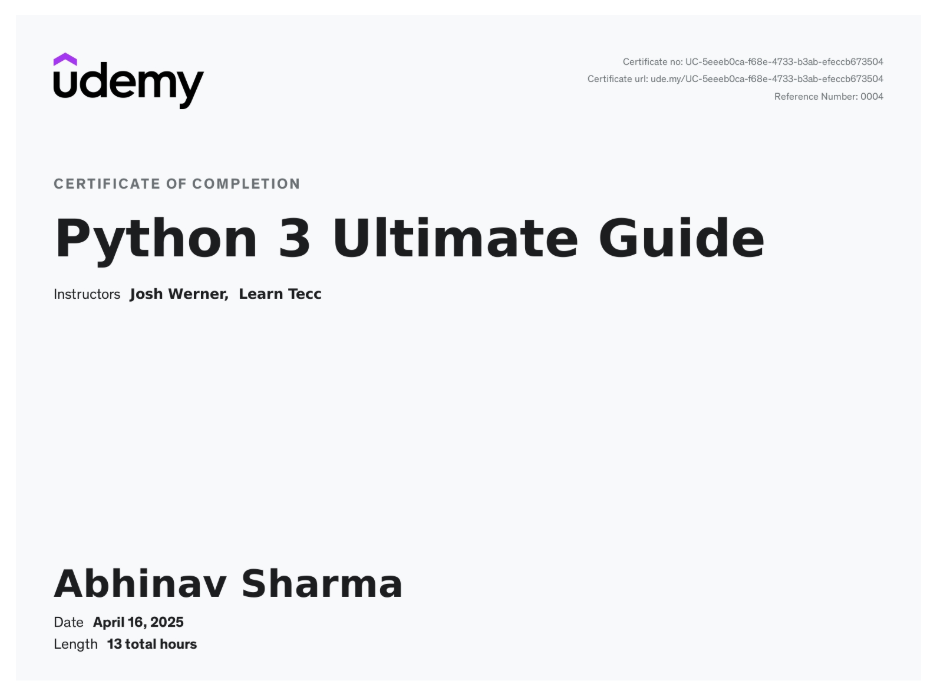 udemy
Certificate no: UC-5eeeb0ca-f68e-4733-b3ab-efeccb673504
Certificate url: ude.my/UC-5eeeb0ca-f68e-4733-b3ab-efeccb673504
Reference Number: 0004
CERTIFICATE OF COMPLETION
Python 3 Ultimate Guide
Instructors Josh Werner, Learn Tecc
Abhinav Sharma
Date April 16, 2025
Length 13 total hours